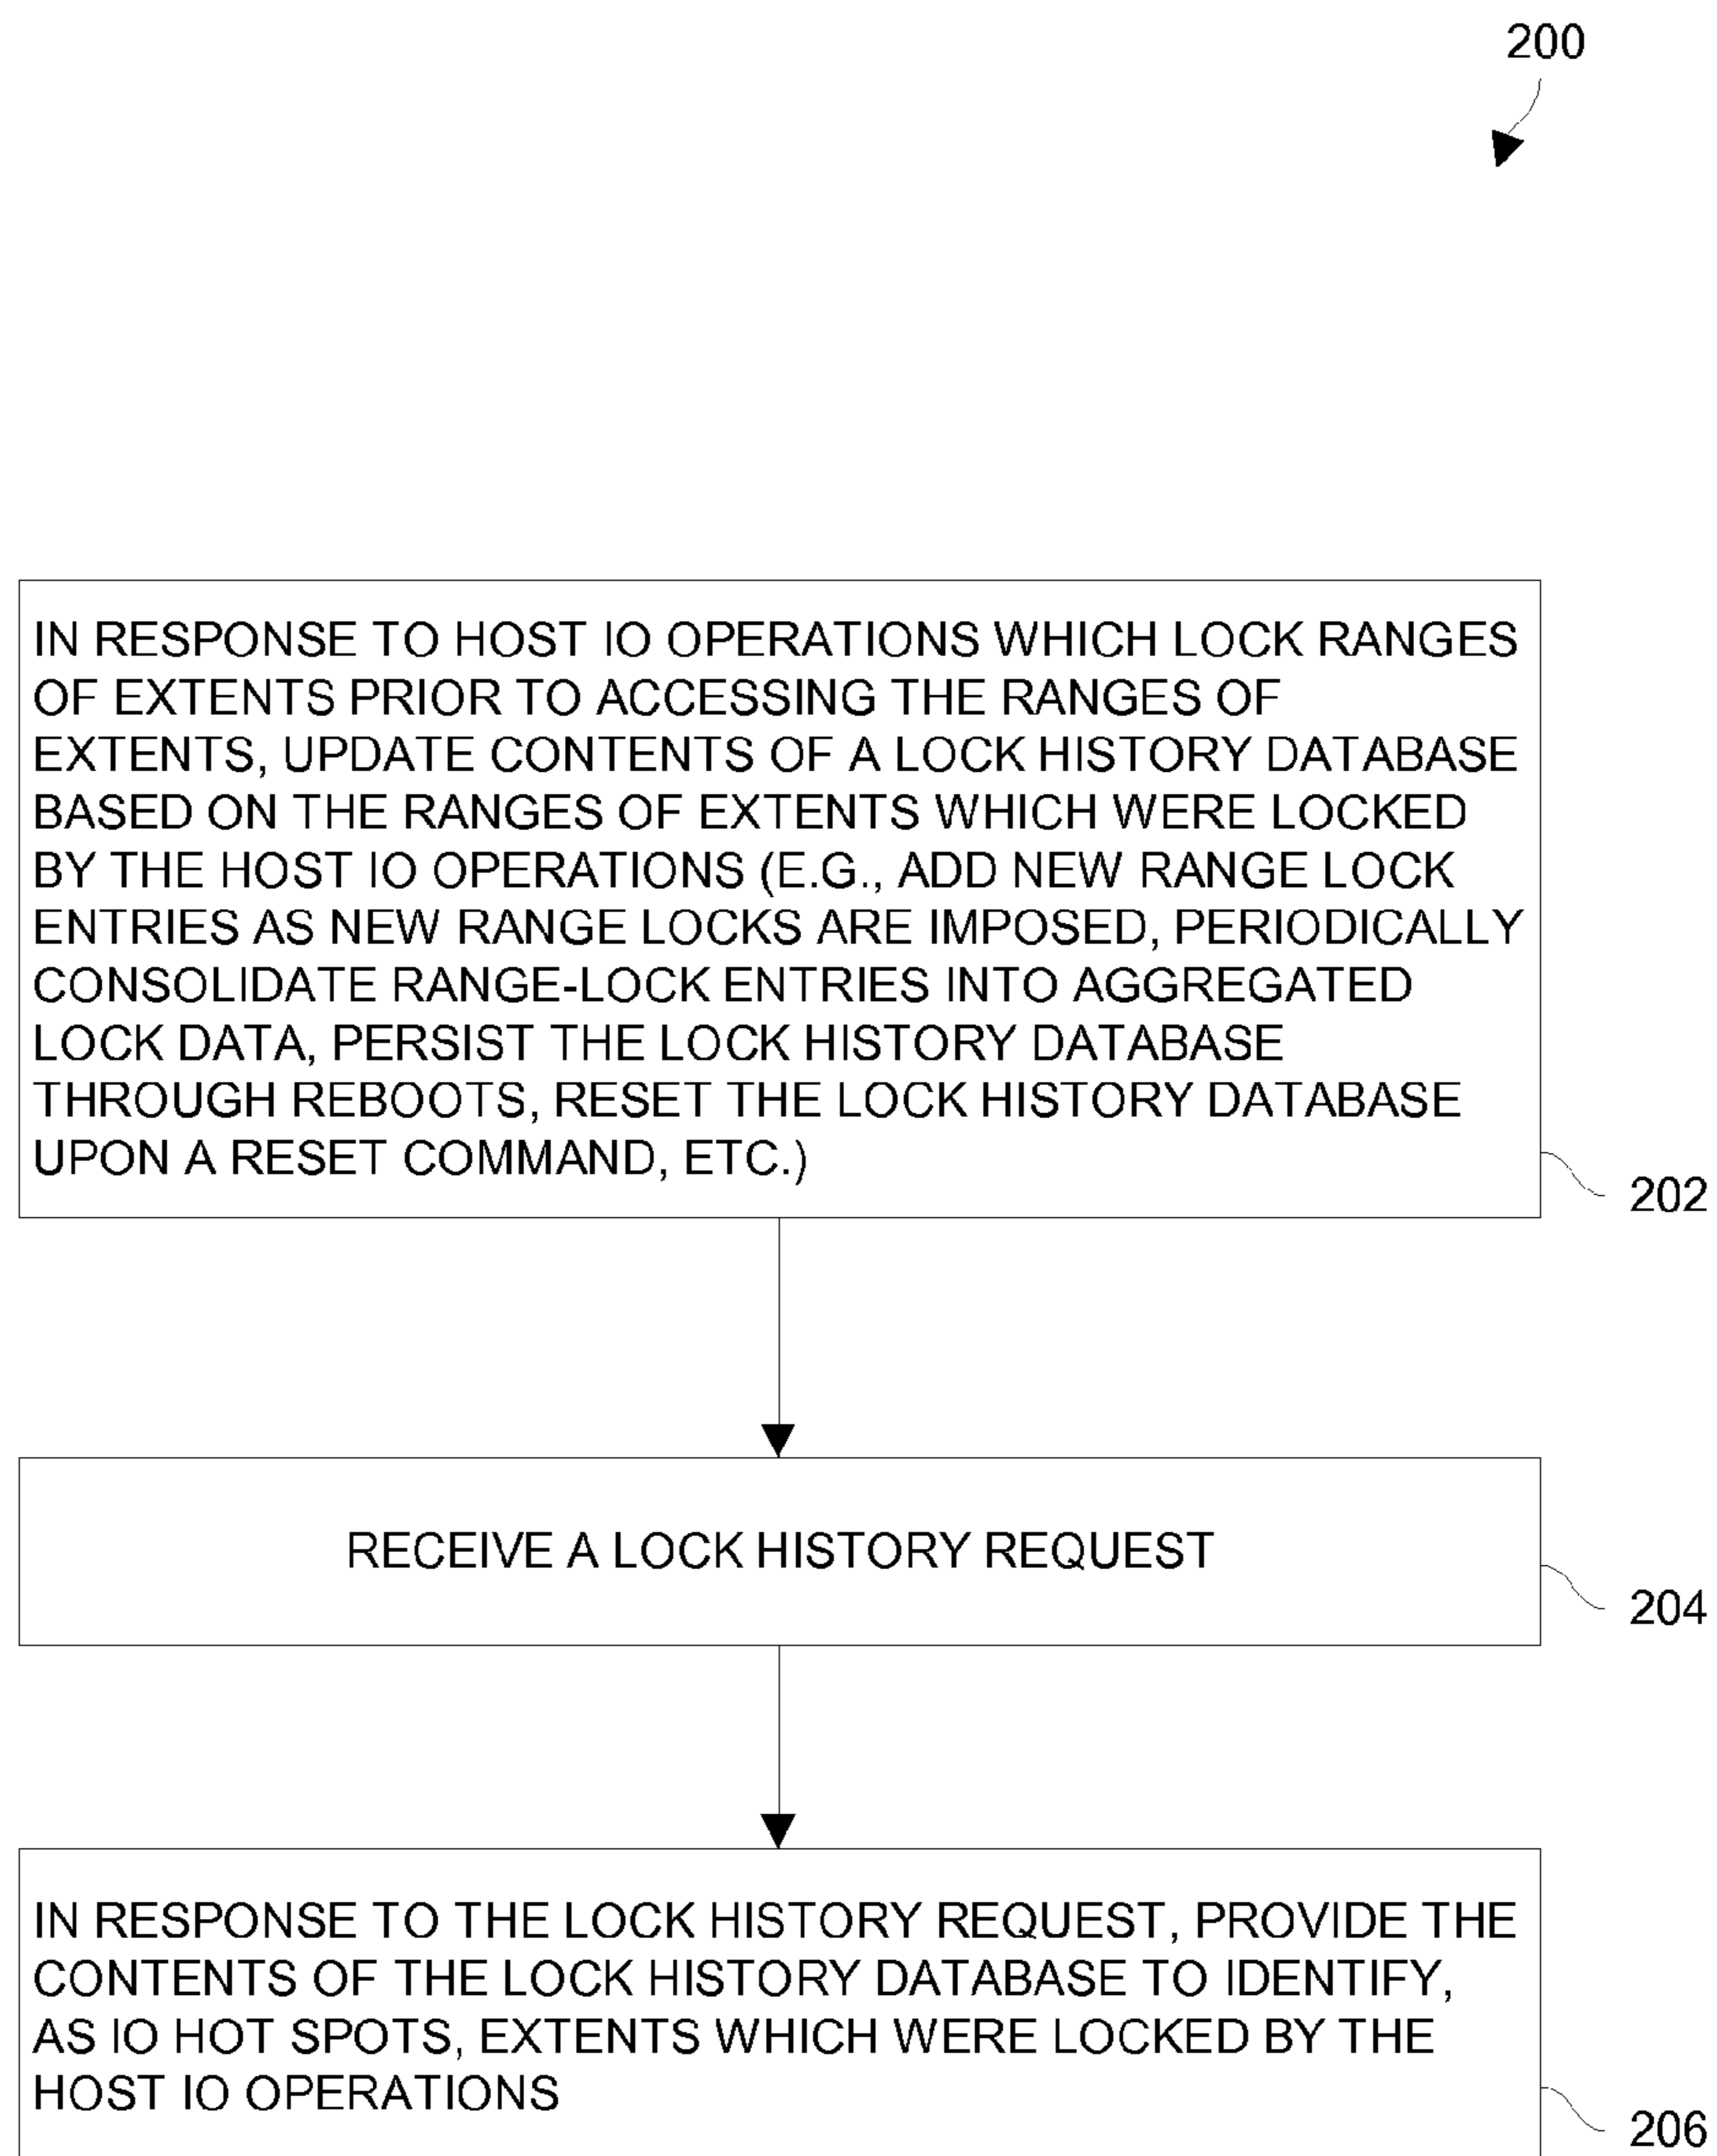 200
IN RESPONSE TO HOST IO OPERATIONS WHICH LOCK RANGES
OF EXTENTS PRIOR TO ACCESSING THE RANGES OF
EXTENTS, UPDATE CONTENTS OF A LOCK HISTORY DATABASE
BASED ON THE RANGES OF EXTENTS WHICH WERE LOCKED
BY THE HOST IO OPERATIONS (E.G., ADD NEW RANGE LOCK
ENTRIES AS NEW RANGE LOCKS ARE IMPOSED, PERIODICALLY
CONSOLIDATE RANGE-LOCK ENTRIES INTO AGGREGATED
LOCK DATA, PERSIST THE LOCK HISTORY DATABASE
THROUGH REBOOTS, RESET THE LOCK HISTORY DATABASE
UPON A RESET COMMAND, ETC.)
202
RECEIVE A LOCK HISTORY REQUEST
204
IN RESPONSE TO THE LOCK HISTORY REQUEST, PROVIDE THE
CONTENTS OF THE LOCK HISTORY DATABASE TO IDENTIFY,
AS IO HOT SPOTS, EXTENTS WHICH WERE LOCKED BY THE
HOST IO OPERATIONS
206